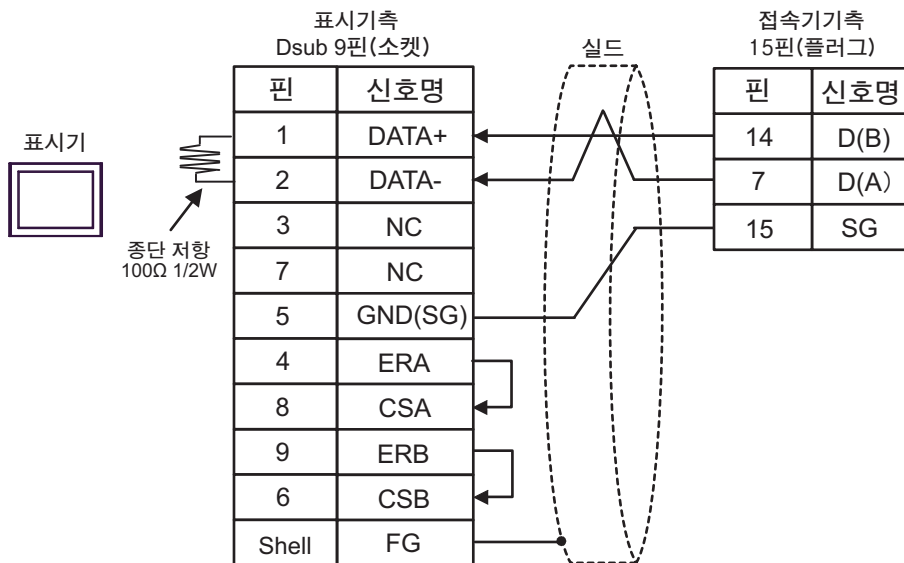 표시기측
Dsub 9핀(소켓)
실드
접속기기측
15핀(플러그)
표시기
종단 저항
100Ω 1/2W
핀 신호명
1 DATA+
2 DATA-
3 NC
7 NC
5 GND(SG)
4 ERA
8 CSA
9 ERB
6 CSB
Shell FG
핀 신호명
14 D(B)
7 D(A)
15 SG